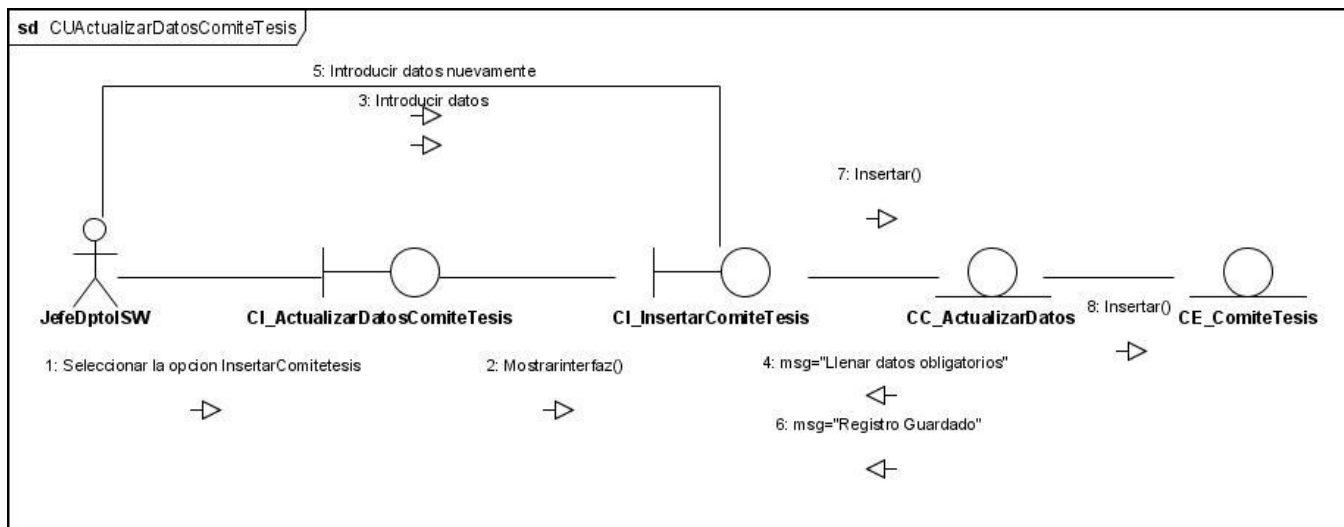 sd CUActualizarDatosComiteTesis
5: Introducir datos nuevamente
3: Introducir datos
7: Insertar()
JefeDptoISW
CI_ActualizarDatosComiteTesis
CI_InsertarComiteTesis
CC_ActualizarDatos
8: Insertar()
CE_ComiteTesis
1: Seleccionar la opcion InsertarComitetesis
2: Mostrarinterfaz()
4: msg="Llenar datos obligatorios"
6: msg="Registro Guardado"